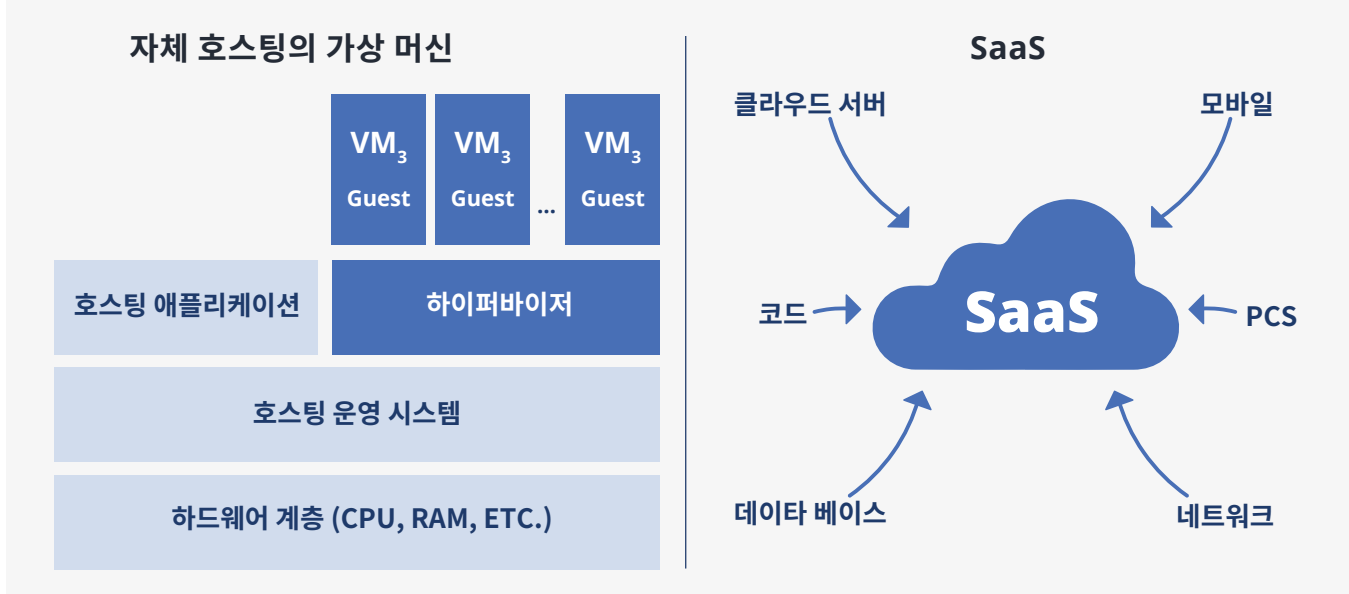 자체 호스팅의 가상 머신
VM3
Guest
VM3
Guest
...
VM3
Guest
호스팅 애플리케이션
하이퍼바이저
호스팅 운영 시스템
하드웨어 계층 (CPU, RAM, ETC.)
SaaS
클라우드 서버
모바일
코드
SaaS
PCS
데이타 베이스
네트워크